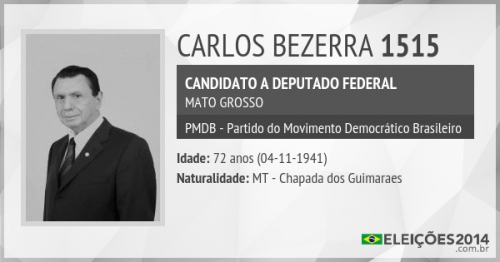 CARLOS BEZERRA 1515
CANDIDATO A DEPUTADO FEDERAL
MATO GROSSO
PMDB - Partido do Movimento Democrático Brasileiro
Idade: 72 anos (04-11-1941)
Naturalidade: MT - Chapada dos Guimaraes
ELEIÇÕES2014
.com.br